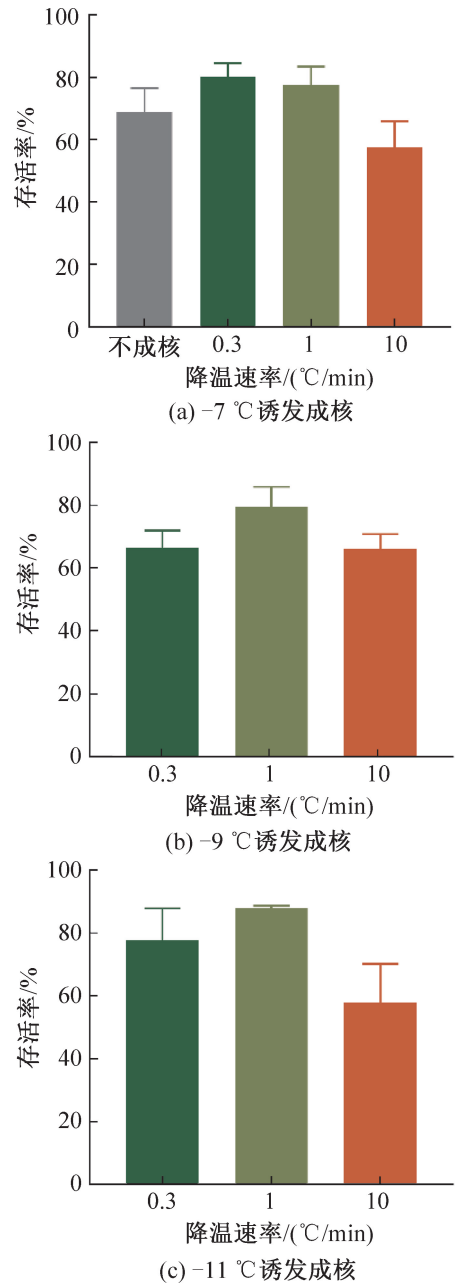 100
80
60
40
20
0
存活率/%
不成核 0.3 1 10
降温速率/(℃/min)
(a) −7 ℃诱发成核
100
80
60
40
20
0
存活率/%
0.3 1 10
降温速率/(℃/min)
(b) −9 ℃诱发成核
100
80
60
40
20
0
存活率/%
0.3 1 10
降温速率/(℃/min)
(c) −11 ℃诱发成核